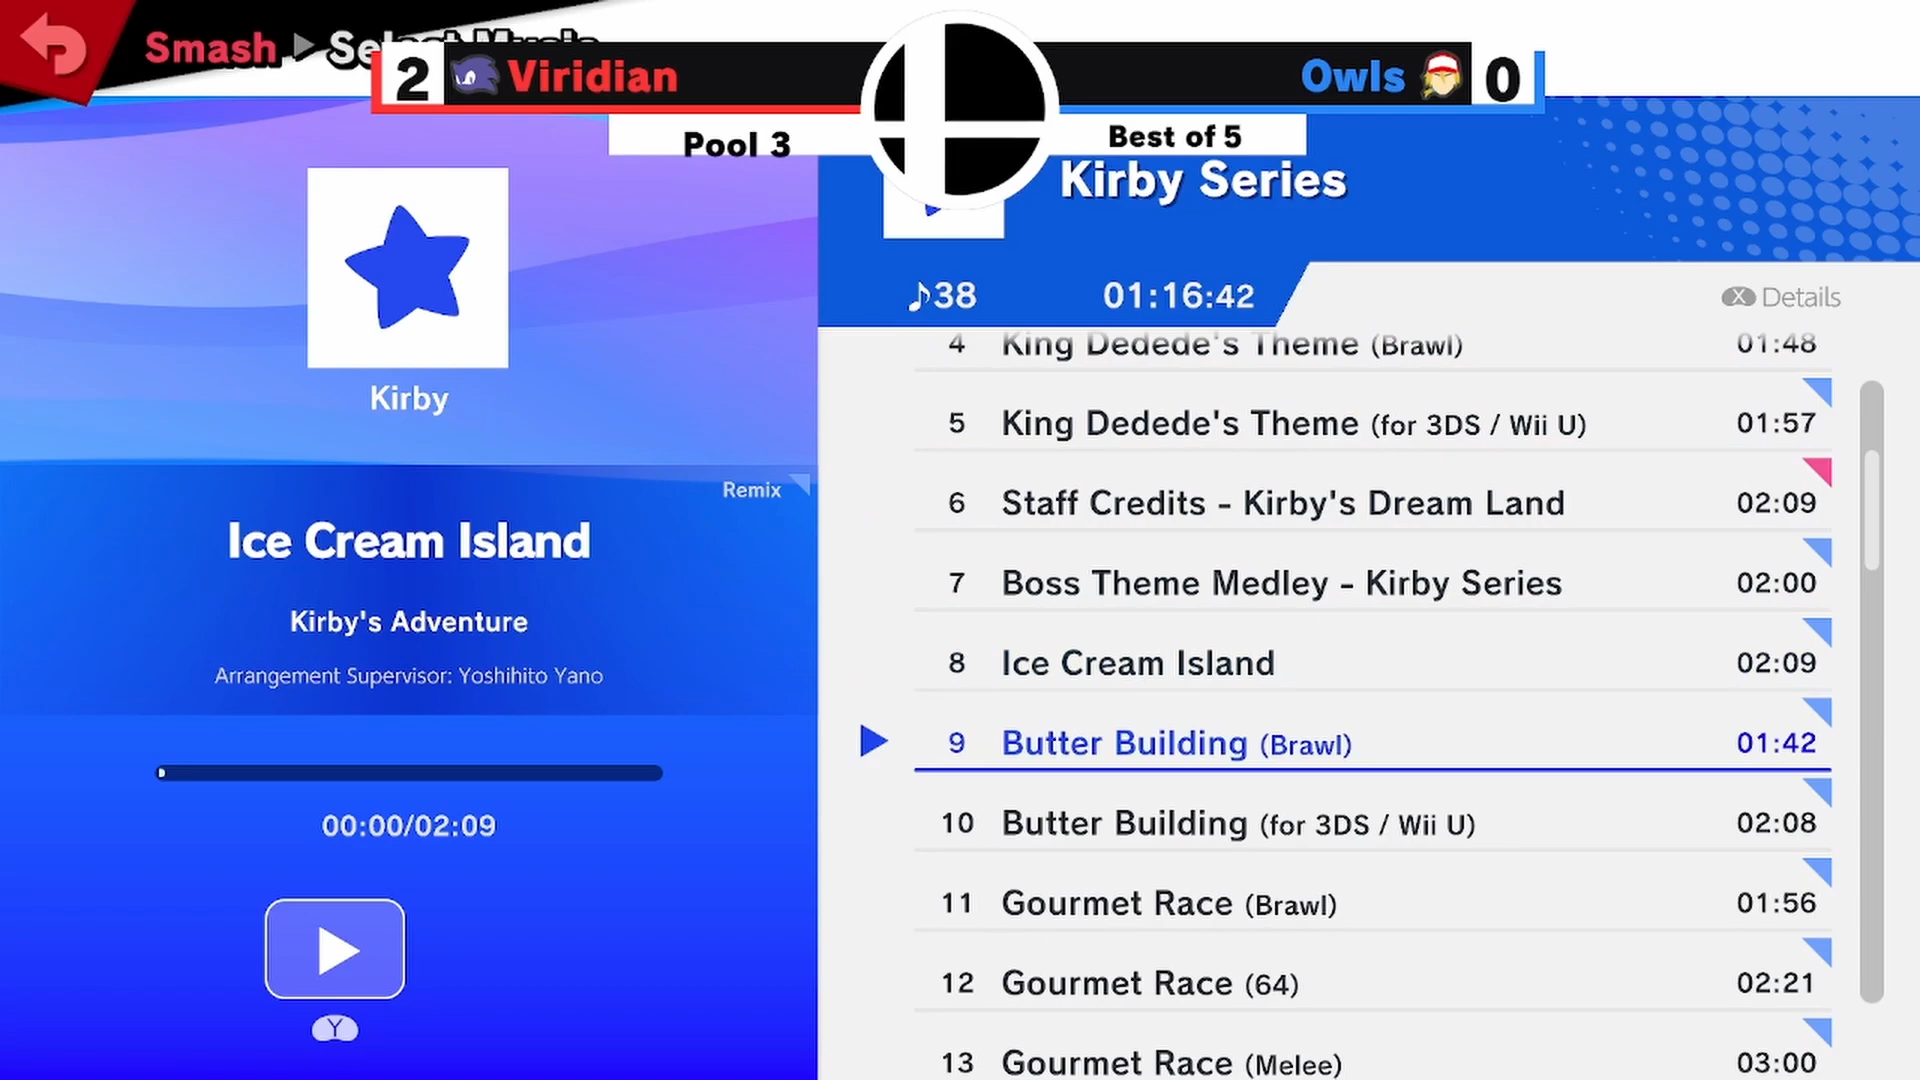 Smash ▶ Select Music
2 Viridian
Owls 0
Pool 3
Best of 5
Kirby Series
♪38 01:16:42
X Details
Kirby
Remix
Ice Cream Island
Kirby's Adventure
Arrangement Supervisor: Yoshihito Yano
00:00/02:09
Y
4 King Dedede's Theme (Brawl) 01:48
5 King Dedede's Theme (for 3DS / Wii U) 01:57
6 Staff Credits - Kirby's Dream Land 02:09
7 Boss Theme Medley - Kirby Series 02:00
8 Ice Cream Island 02:09
9 Butter Building (Brawl) 01:42
10 Butter Building (for 3DS / Wii U) 02:08
11 Gourmet Race (Brawl) 01:56
12 Gourmet Race (64) 02:21
13 Gourmet Race (Melee) 03:00